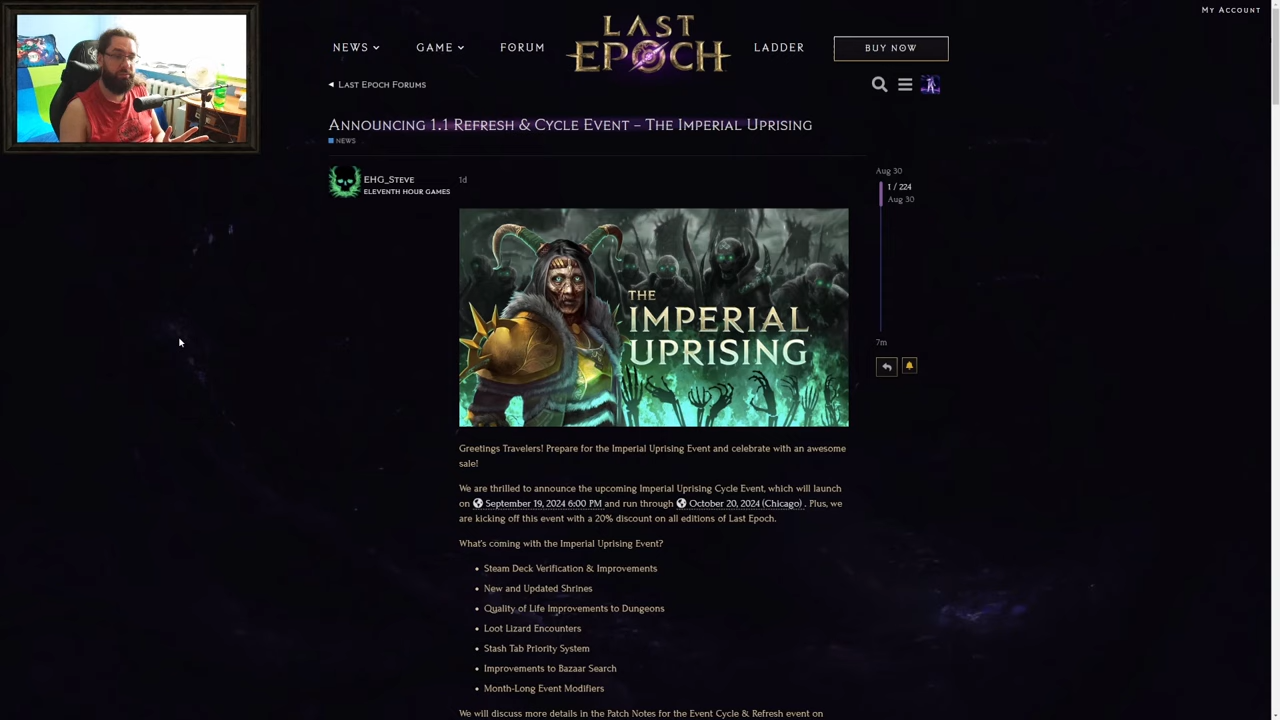 My Account
NEWS
GAME
FORUM
LAST EPOCH
LADDER
BUY NOW
Last Epoch Forums
Announcing 1.1 Refresh & Cycle Event – The Imperial Uprising
NEWS
EHG_Steve
ELEVENTH HOUR GAMES
1d
Aug 30
1 / 224
Aug 30
7m
THE
IMPERIAL
UPRISING
Greetings Travelers! Prepare for the Imperial Uprising Event and celebrate with an awesome
sale!
We are thrilled to announce the upcoming Imperial Uprising Cycle Event, which will launch
on September 19, 2024 6:00 PM and run through October 20, 2024 (Chicago) . Plus, we
are kicking off this event with a 20% discount on all editions of Last Epoch.
What's coming with the Imperial Uprising Event?
• Steam Deck Verification & Improvements
• New and Updated Shrines
• Quality of Life Improvements to Dungeons
• Loot Lizard Encounters
• Stash Tab Priority System
• Improvements to Bazaar Search
• Month-Long Event Modifiers
We will discuss more details in the Patch Notes for the Event Cycle & Refresh event on